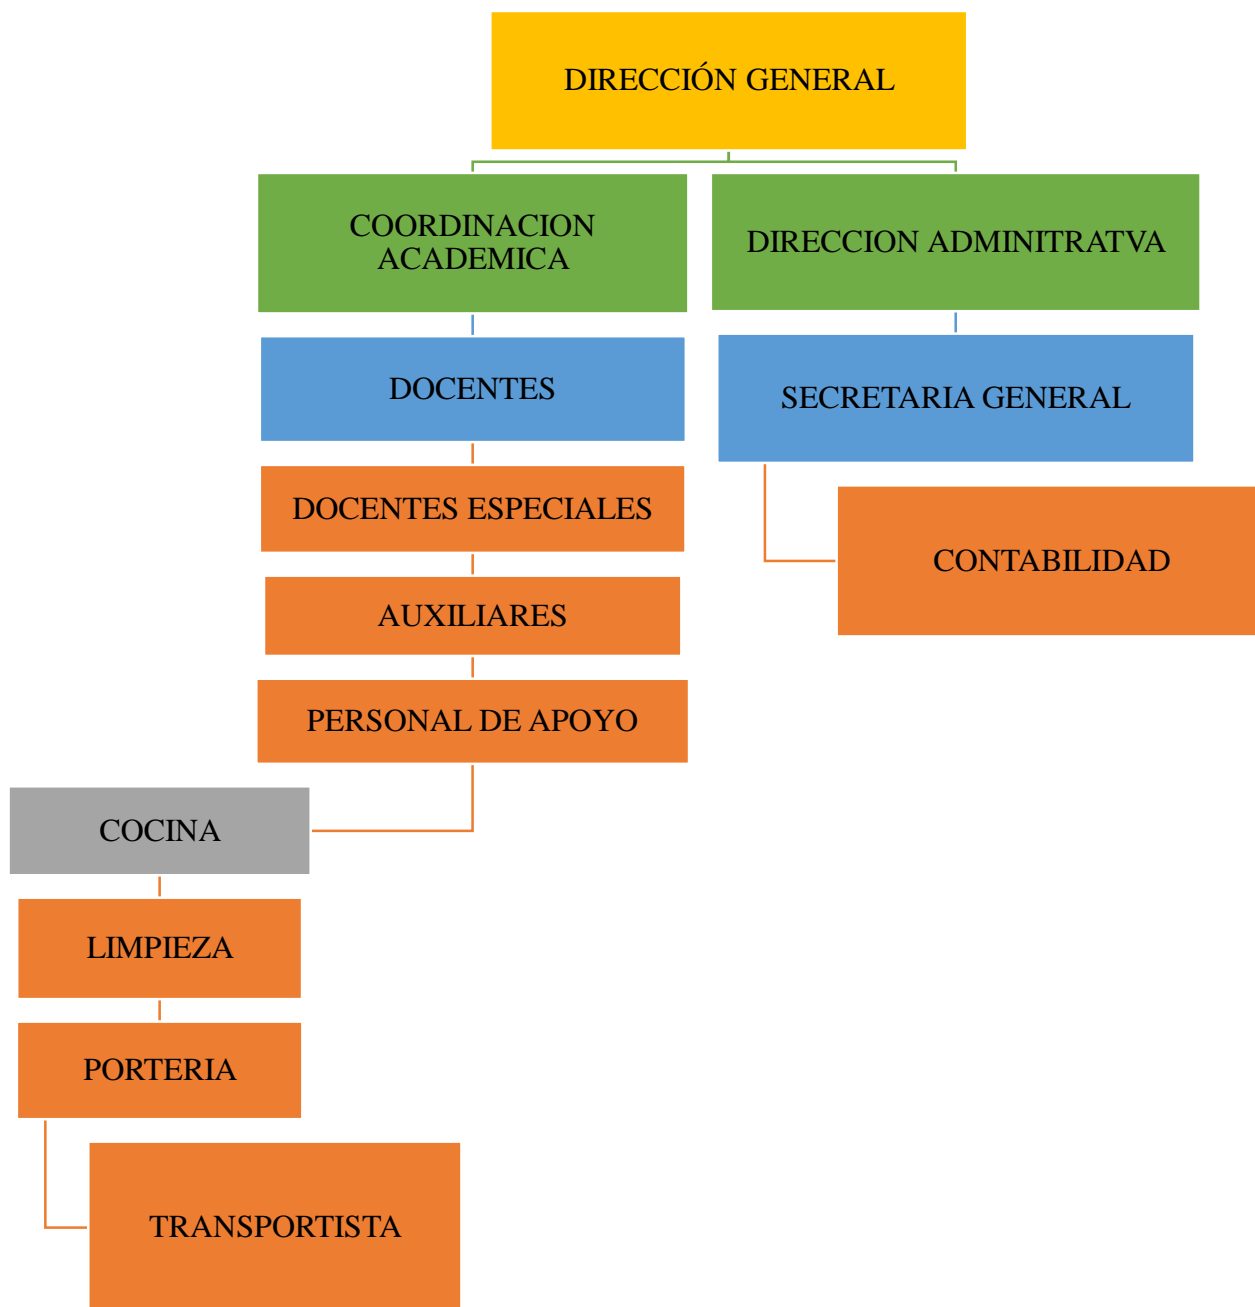 DIRECCIÓN GENERAL
COORDINACION
ACADEMICA
DIRECCION ADMINITRATVA
DOCENTES
SECRETARIA GENERAL
DOCENTES ESPECIALES
CONTABILIDAD
AUXILIARES
PERSONAL DE APOYO
COCINA
LIMPIEZA
PORTERIA
TRANSPORTISTA